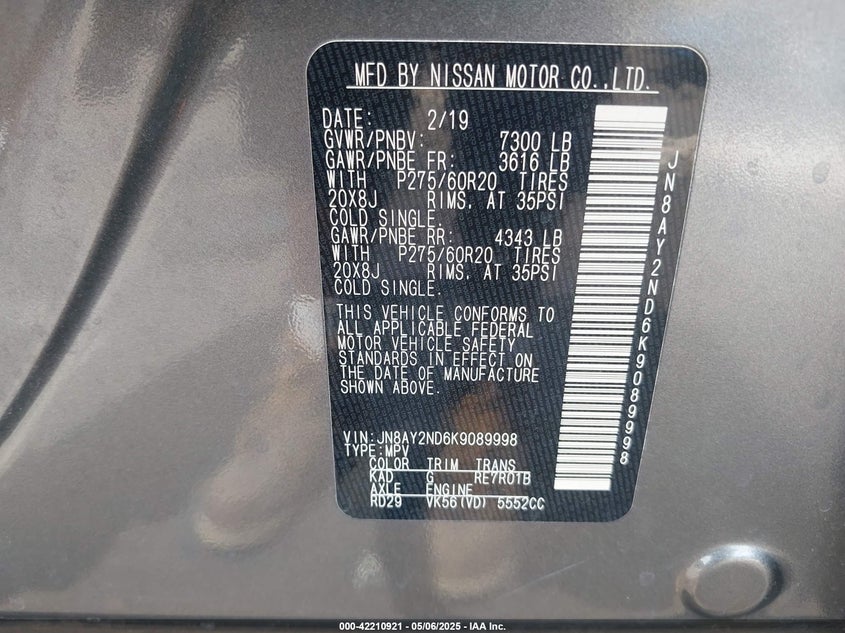 MFD BY NISSAN MOTOR CO.,LTD.
DATE: 2/19
GVWR/PNBV: 7300 LB
GAWR/PNBE FR: 3616 LB
WITH P275/60R20 TIRES
20X8J RIMS, AT 35PSI
COLD SINGLE.
GAWR/PNBE RR: 4343 LB
WITH P275/60R20 TIRES
20X8J RIMS, AT 35PSI
COLD SINGLE.
THIS VEHICLE CONFORMS TO
ALL APPLICABLE FEDERAL
MOTOR VEHICLE SAFETY
STANDARDS IN EFFECT ON
THE DATE OF MANUFACTURE
SHOWN ABOVE.
VIN:JN8AY2ND6K9089998
TYPE:MPV
COLOR TRIM TRANS
KAD G RE7R01B
AXLE ENGINE
RD29 VK56(VD) 5552CC
JN8AY2ND6K9089998
000-42210921 - 05/06/2025 - IAA Inc.